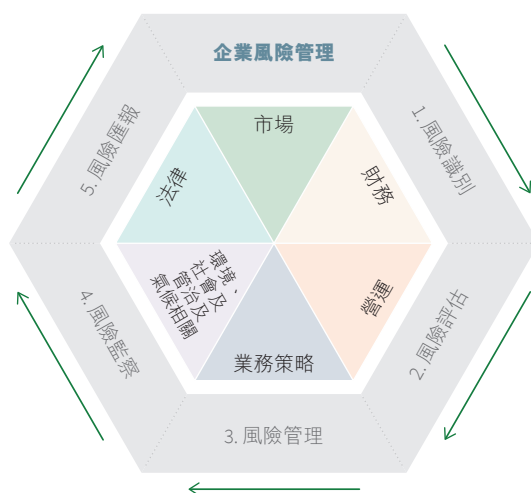 企業風險管理
1. 風險識別
2. 風險評估
3. 風險管理
4. 風險監察
5. 風險匯報
市場
財務
營運
業務策略
環境、
社會及
管治及
氣候相關
法律